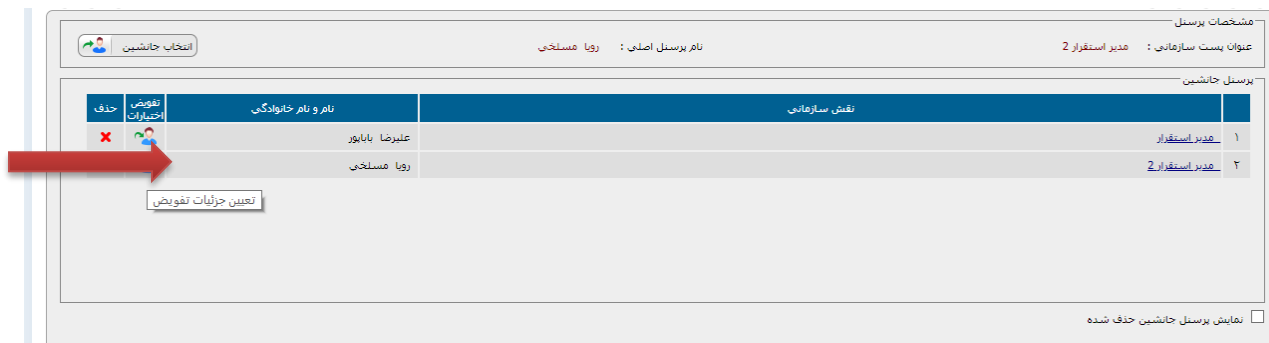 مشخصات پرسنل
عنوان پست سازمانی : مدیر استقرار 2 نام پرسنل اصلی : رویا مسلخی انتخاب جانشین
پرسنل جانشین
نقش سازمانی نام و نام خانوادگی تفویض اختیارات حذف
۱ مدیر استقرار علیرضا باباپور
۲ مدیر استقرار 2 رویا مسلخی
تعیین جزئیات تفویض
نمایش پرسنل جانشین حذف شده